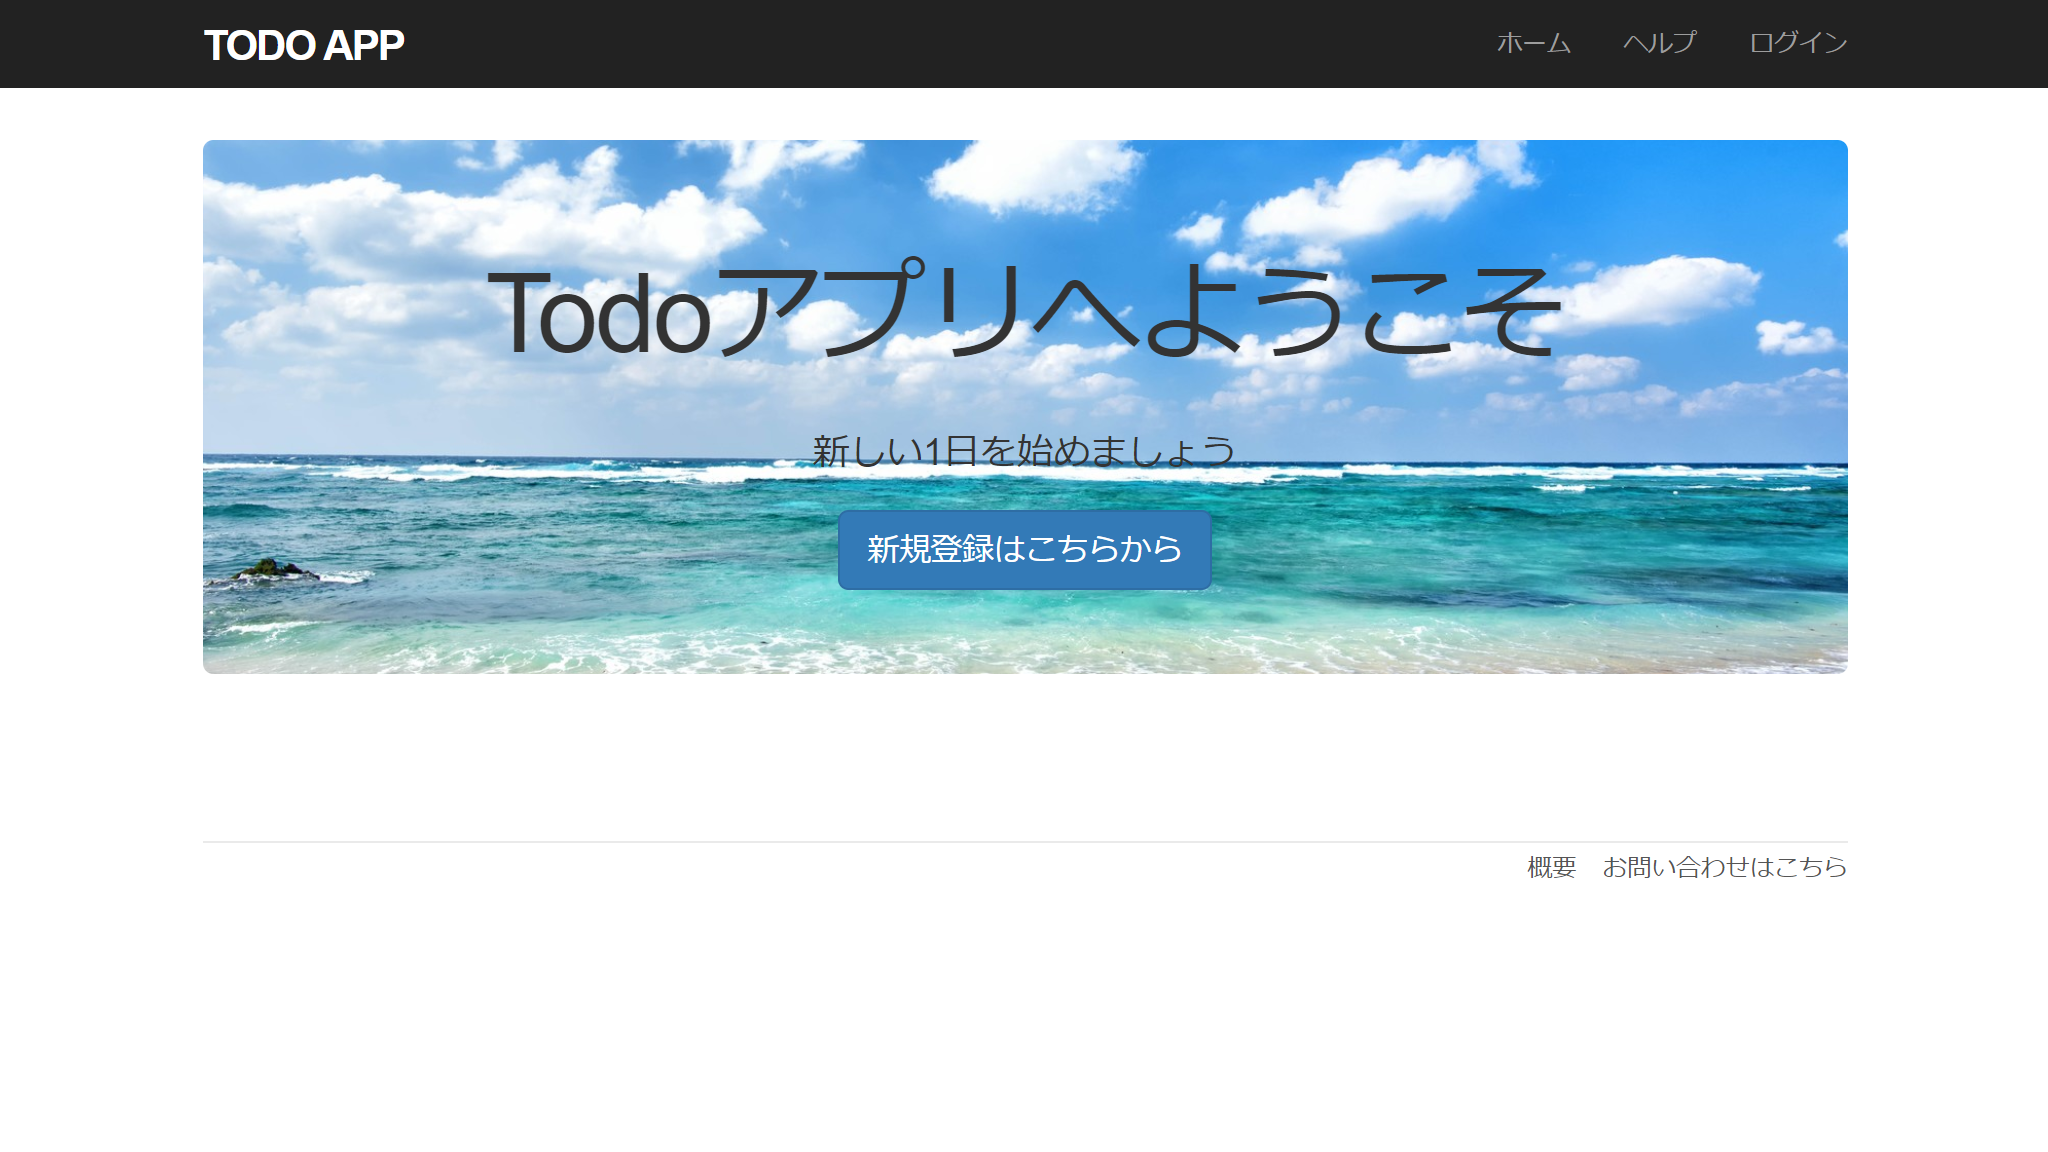 TODO APP ホーム ヘルプ ログイン
Todoアプリへようこそ
新しい1日を始めましょう
新規登録はこちらから
概要 お問い合わせはこちら